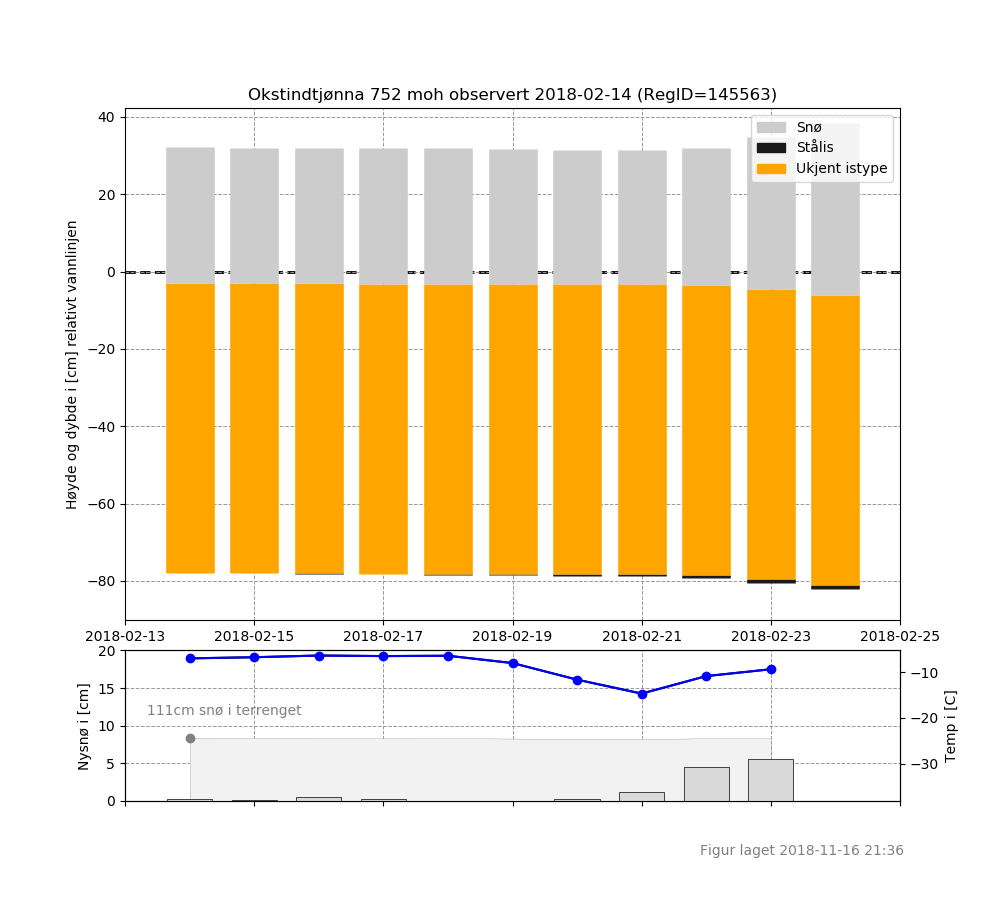 Okstindtjønna 752 moh observert 2018-02-14 (RegID=145563)
Høyde og dybde i [cm] relativt vannlinjen
40
20
0
−20
−40
−60
−80
Snø
Stålis
Ukjent istype
2018-02-13 2018-02-15 2018-02-17 2018-02-19 2018-02-21 2018-02-23 2018-02-25
Nysnø i [cm]
20
15
10
5
0
111cm snø i terrenget
−10
−20
−30
Temp i [C]
Figur laget 2018-11-16 21:36